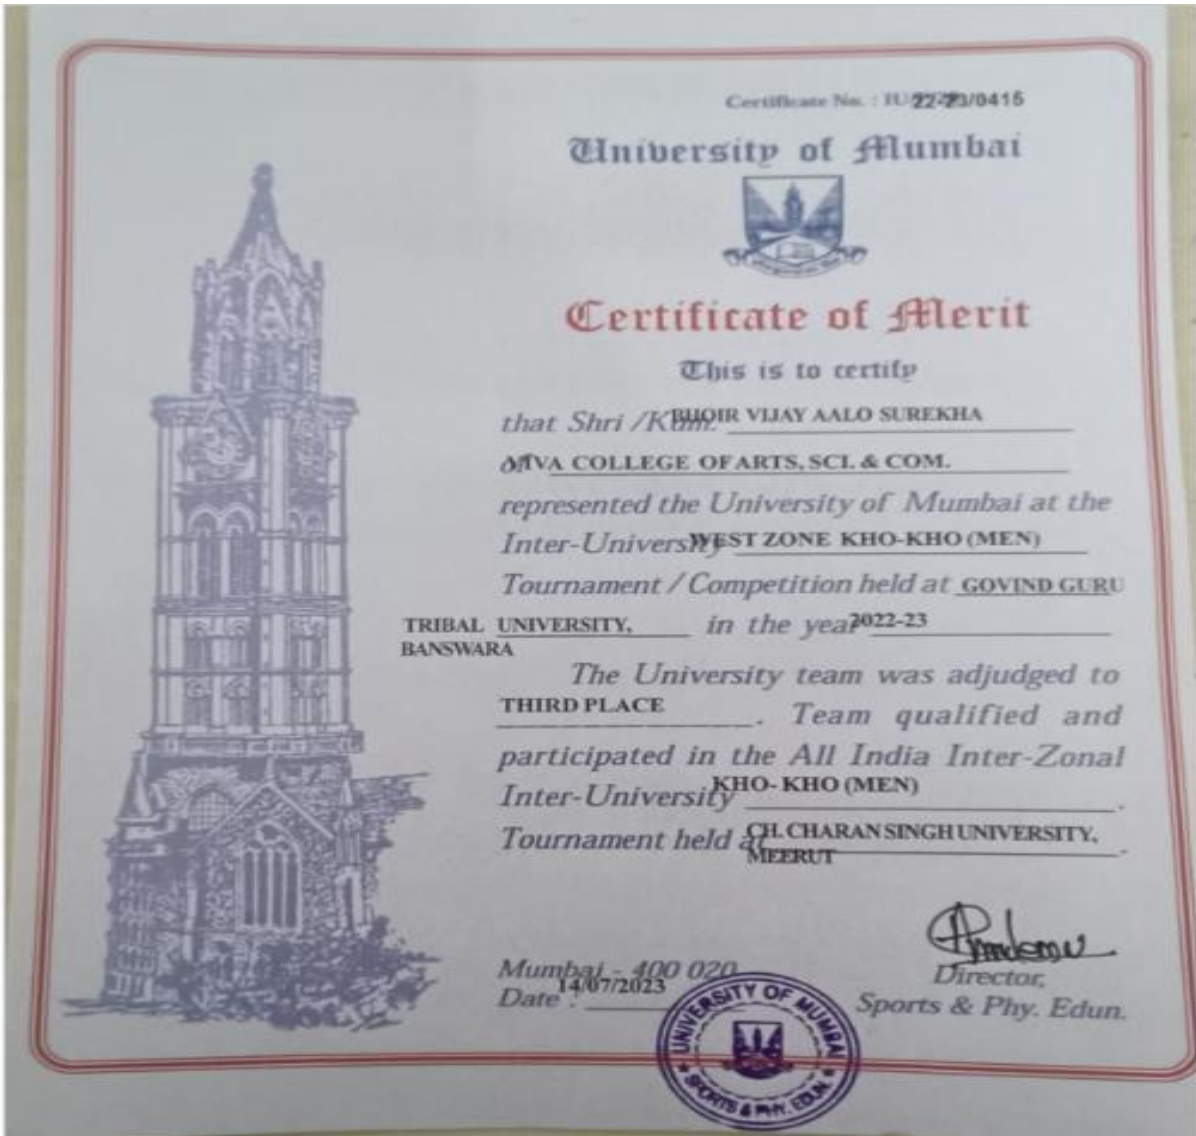 Certificate No. : IU/22-23/0415
University of Mumbai
Certificate of Merit
This is to certify
that Shri /Kum. BHOIR VIJAY AALO SUREKHA
of VIVA COLLEGE OF ARTS, SCI. & COM.
represented the University of Mumbai at the
Inter-University WEST ZONE KHO-KHO (MEN)
Tournament / Competition held at GOVIND GURU
TRIBAL UNIVERSITY, in the year 2022-23
BANSWARA
The University team was adjudged to
THIRD PLACE . Team qualified and
participated in the All India Inter-Zonal
Inter-University KHO- KHO (MEN) .
Tournament held at CH. CHARAN SINGH UNIVERSITY, .
MEERUT
Mumbai - 400 020
Date : 14/07/2023
Director,
Sports & Phy. Edun.
UNIVERSITY OF MUMBAI
SPORTS & PHY. EDUN.